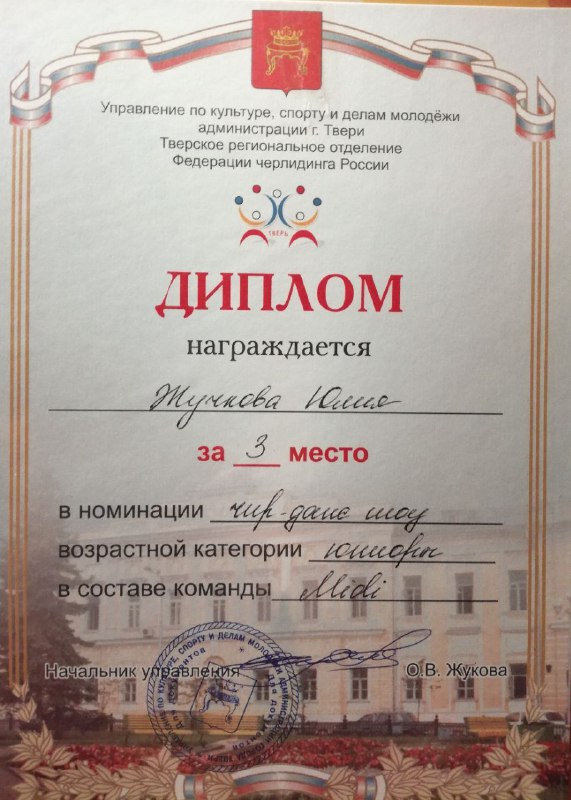 Управление по культуре, спорту и делам молодёжи
администрации г. Твери
Тверское региональное отделение
Федерации черлидинга России
ТВЕРЬ
ДИПЛОМ
награждается
Жучкова Юлия
за 3 место
в номинации чир-данс шоу
возрастной категории юниоры
в составе команды Midi
Начальник управления О.В. Жукова